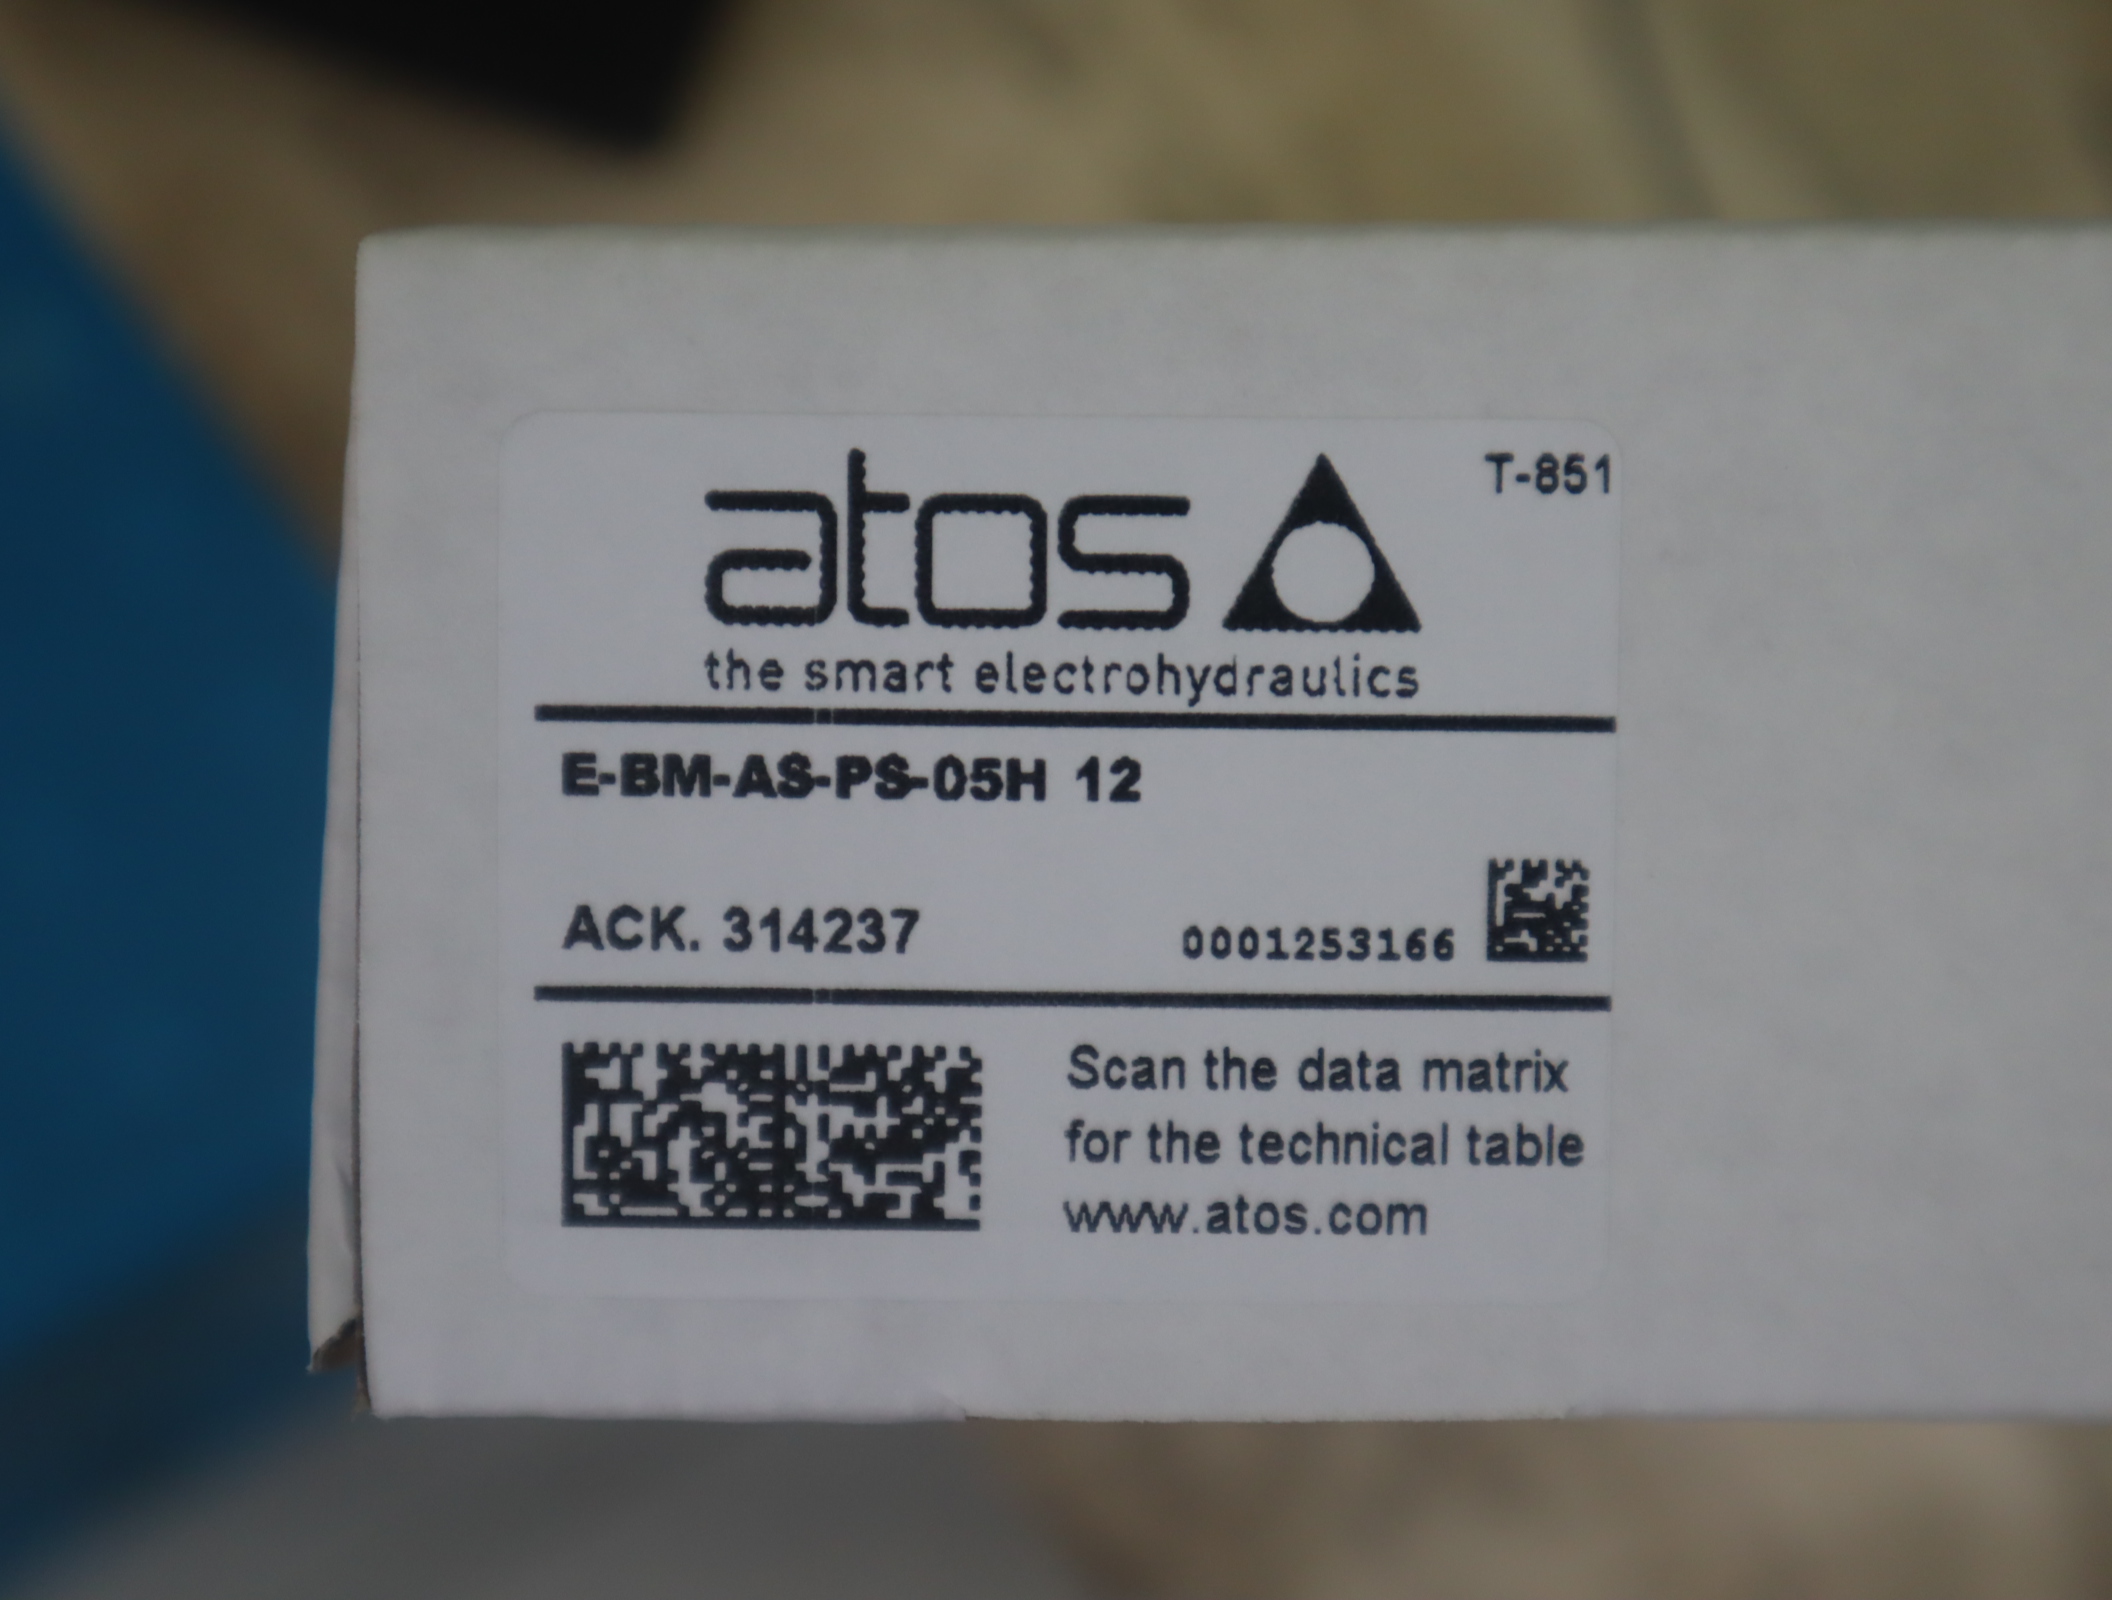 atos
T-851
the smart electrohydraulics
E-BM-AS-PS-05H 12
ACK. 314237
0001253166
Scan the data matrix
for the technical table
www.atos.com